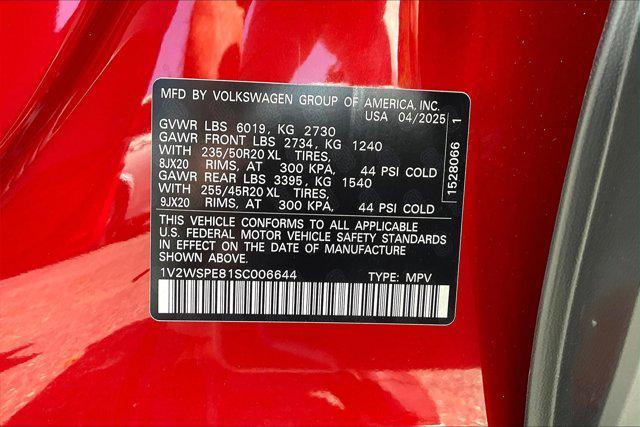 MFD BY VOLKSWAGEN GROUP OF AMERICA, INC.
USA 04/2025
GVWR LBS 6019, KG 2730
GAWR FRONT LBS 2734, KG 1240
WITH 235/50R20 XL TIRES,
8JX20 RIMS, AT 300 KPA, 44 PSI COLD
GAWR REAR LBS 3395, KG 1540
WITH 255/45R20 XL TIRES,
9JX20 RIMS, AT 300 KPA, 44 PSI COLD
THIS VEHICLE CONFORMS TO ALL APPLICABLE
U.S. FEDERAL MOTOR VEHICLE SAFETY STANDARDS
IN EFFECT ON THE DATE OF MANUFACTURE
SHOWN ABOVE.
1V2WSPE81SC006644 TYPE: MPV
1528066 1